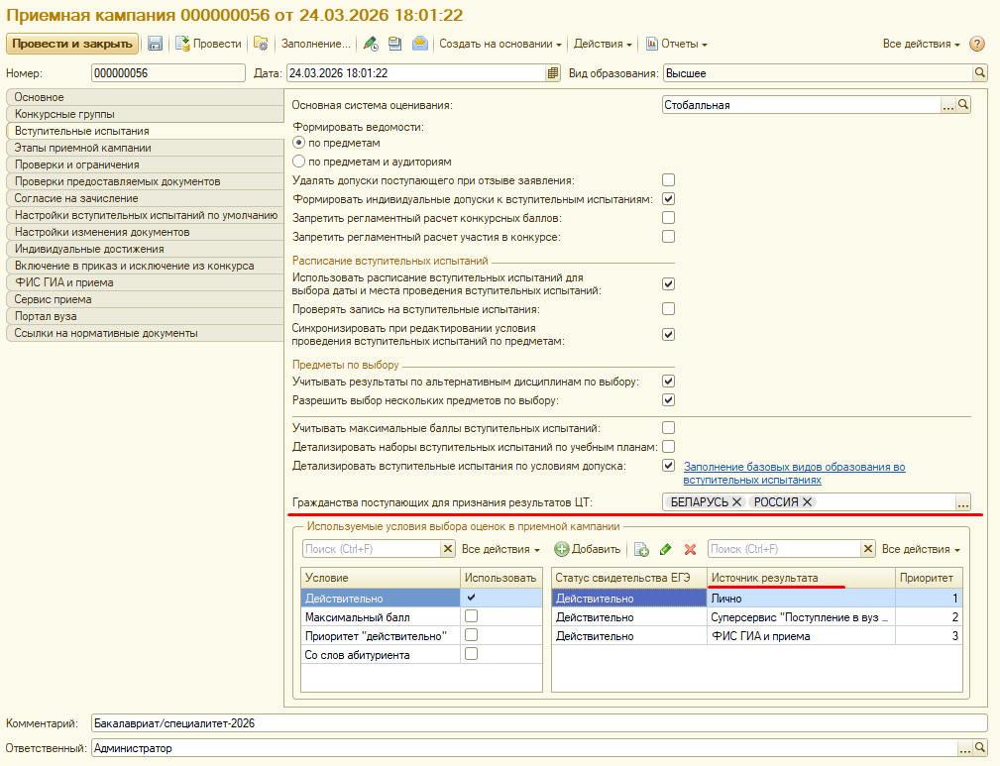 Приемная кампания 000000056 от 24.03.2026 18:01:22
Провести и закрыть Провести Заполнение... Создать на основании Действия Отчеты Все действия ?
Номер: 000000056 Дата: 24.03.2026 18:01:22 Вид образования: Высшее
Основное
Конкурсные группы
Вступительные испытания
Этапы приемной кампании
Проверки и ограничения
Проверки предоставляемых документов
Согласие на зачисление
Настройки вступительных испытаний по умолчанию
Настройки изменения документов
Индивидуальные достижения
Включение в приказ и исключение из конкурса
ФИС ГИА и приема
Сервис приема
Портал вуза
Ссылки на нормативные документы
Основная система оценивания: Стобалльная ...
Формировать ведомости:
по предметам
по предметам и аудиториям
Удалять допуски поступающего при отзыве заявления:
Формировать индивидуальные допуски к вступительным испытаниям:
Запретить регламентный расчет конкурсных баллов:
Запретить регламентный расчет участия в конкурсе:
Расписание вступительных испытаний
Использовать расписание вступительных испытаний для
выбора даты и места проведения вступительных испытаний:
Проверять запись на вступительные испытания:
Синхронизировать при редактировании условия
проведения вступительных испытаний по предметам:
Предметы по выбору
Учитывать результаты по альтернативным дисциплинам по выбору:
Разрешить выбор нескольких предметов по выбору:
Учитывать максимальные баллы вступительных испытаний:
Детализировать наборы вступительных испытаний по учебным планам:
Детализировать вступительные испытания по условиям допуска: Заполнение базовых видов образования во
вступительных испытаниях
Гражданства поступающих для признания результатов ЦТ: БЕЛАРУСЬ X РОССИЯ X ...
Используемые условия выбора оценок в приемной кампании
Поиск (Ctrl+F) Все действия Добавить Поиск (Ctrl+F) Все действия
Условие Использовать Статус свидетельства ЕГЭ Источник результата Приоритет
Действительно Действительно Лично 1
Максимальный балл Действительно Суперсервис "Поступление в вуз ... 2
Приоритет "действительно" Действительно ФИС ГИА и приема 3
Со слов абитуриента
Комментарий: Бакалавриат/специалитет-2026
Ответственный: Администратор ...